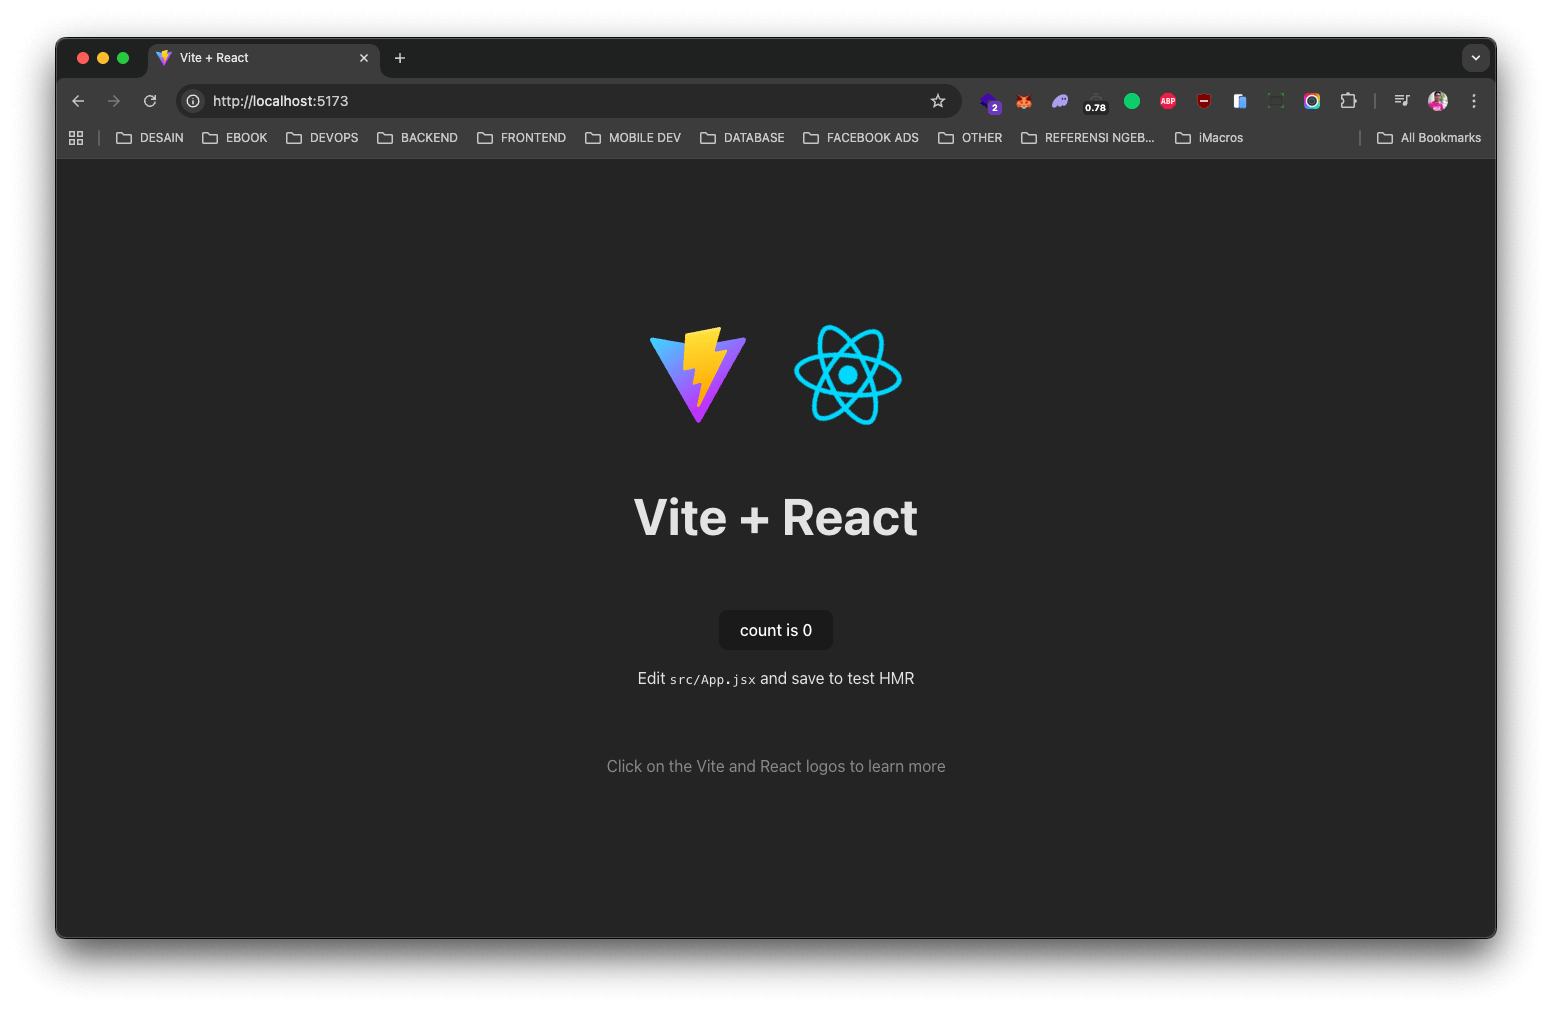 Vite + React
http://localhost:5173
2
0.78
ABP
DESAIN EBOOK DEVOPS BACKEND FRONTEND MOBILE DEV DATABASE FACEBOOK ADS OTHER REFERENSI NGEB... iMacros All Bookmarks
Vite + React
count is 0
Edit src/App.jsx and save to test HMR
Click on the Vite and React logos to learn more